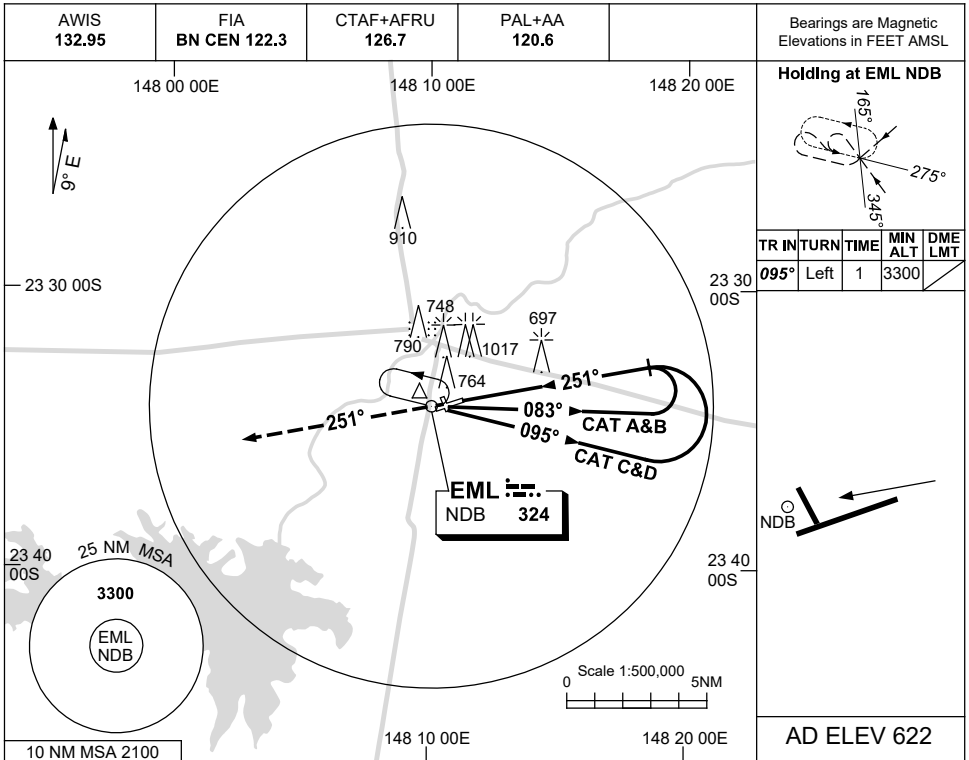 AWIS
132.95
FIA
BN CEN 122.3
CTAF+AFRU
126.7
PAL+AA
120.6
Bearings are Magnetic
Elevations in FEET AMSL
148 00 00E
148 10 00E
148 20 00E
9° E
910
23 30 00S
23 30
00S
748
790
1017
697
764
251°
083°
CAT A&B
095°
CAT C&D
251°
EML
NDB 324
23 40
00S
23 40
00S
25 NM MSA
3300
EML
NDB
Scale 1:500,000
0 5NM
10 NM MSA 2100
148 10 00E
148 20 00E
Holding at EML NDB
165°
275°
345°
TR IN TURN TIME MIN ALT DME LMT
095° Left 1 3300
NDB
AD ELEV 622